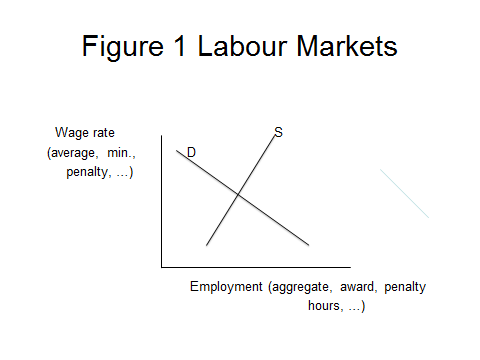 Figure 1 Labour Markets
Wage rate
(average, min.,
penalty, ...)
S
D
Employment (aggregate, award, penalty
hours, ...)